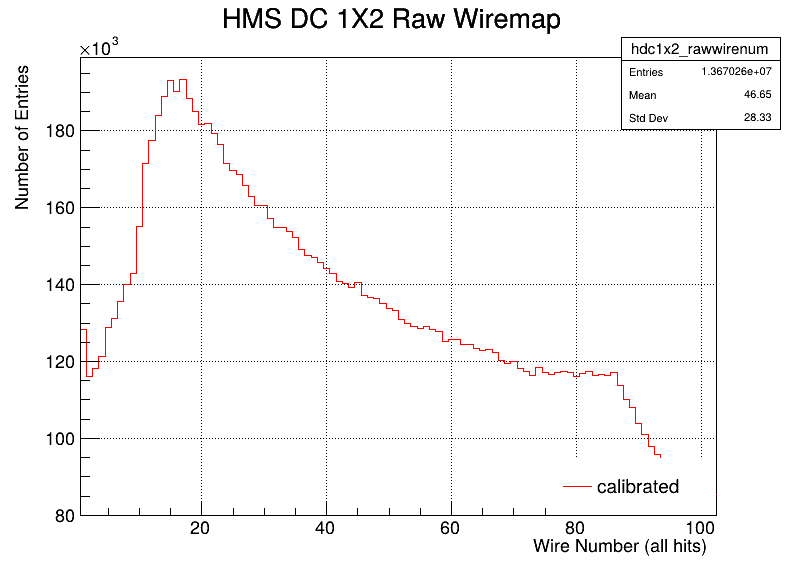 HMS DC 1X2 Raw Wiremap
×10³
hdc1x2_rawwirenum
Entries 1.367026e+07
Mean 46.65
Std Dev 28.33
Number of Entries
180
160
140
120
100
80
calibrated
20 40 60 80 100
Wire Number (all hits)